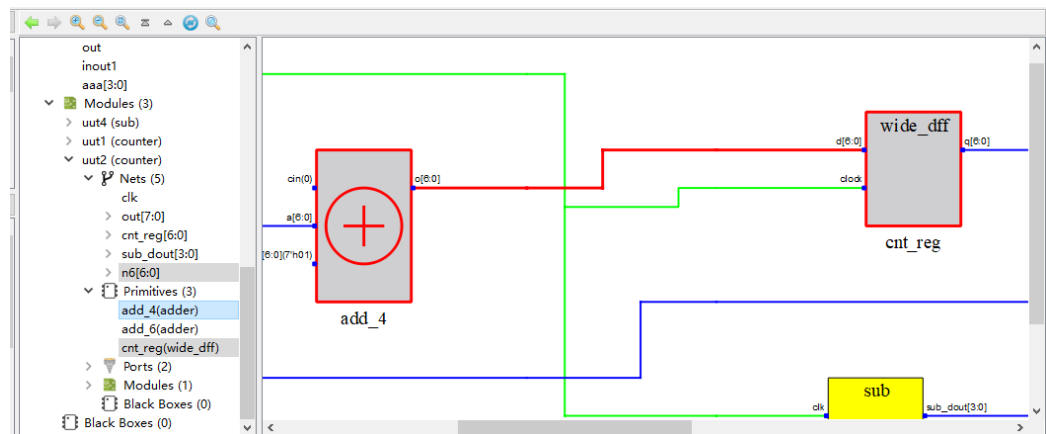 out
inout1
aaa[3:0]
Modules (3)
uut4 (sub)
uut1 (counter)
uut2 (counter)
Nets (5)
clk
out[7:0]
cnt_reg[6:0]
sub_dout[3:0]
n6[6:0]
Primitives (3)
add_4(adder)
add_6(adder)
cnt_reg(wide_dff)
Ports (2)
Modules (1)
Black Boxes (0)
Black Boxes (0)
cin(0)
a[6:0]
[6:0](7'h01)
o[6:0]
add_4
wide_dff
d[6:0]
q[6:0]
clock
cnt_reg
sub
clk
sub_dout[3:0]